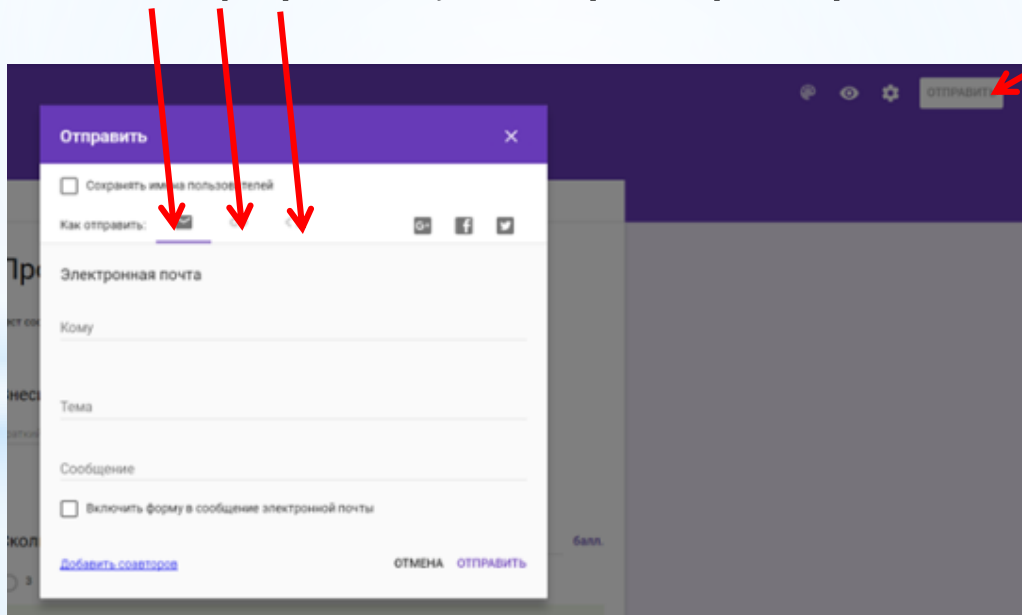 ОТПРАВИТЬ
Отправить
Сохранять имена пользователей
Как отправить:
G+
Электронная почта
Кому
Тема
Сообщение
Включить форму в сообщение электронной почты
балл.
Добавить соавторов
ОТМЕНА ОТПРАВИТЬ
3